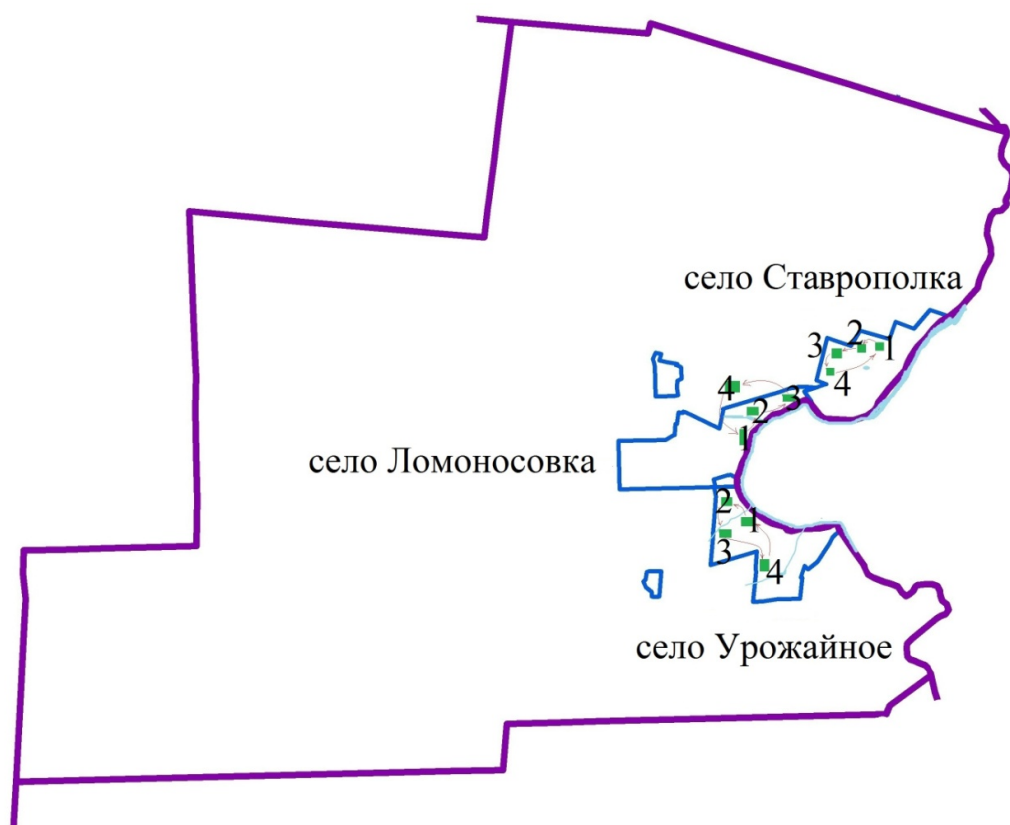 село Ставрополка
3 2 1
4
4 2 3
1
село Ломоносовка
2 1
3 4
село Урожайное